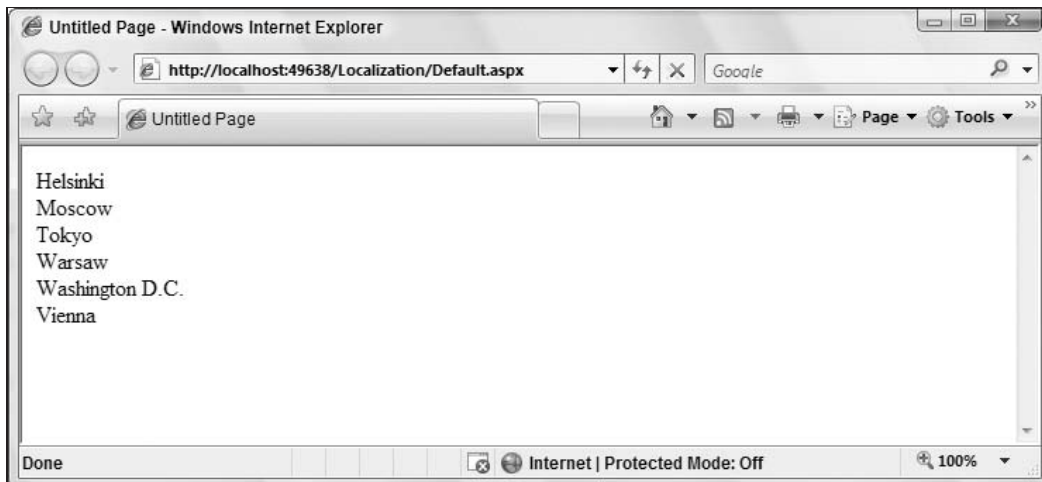 Untitled Page - Windows Internet Explorer
http://localhost:49638/Localization/Default.aspx
Google
Untitled Page
Page
Tools
Helsinki
Moscow
Tokyo
Warsaw
Washington D.C.
Vienna
Done
Internet | Protected Mode: Off
100%